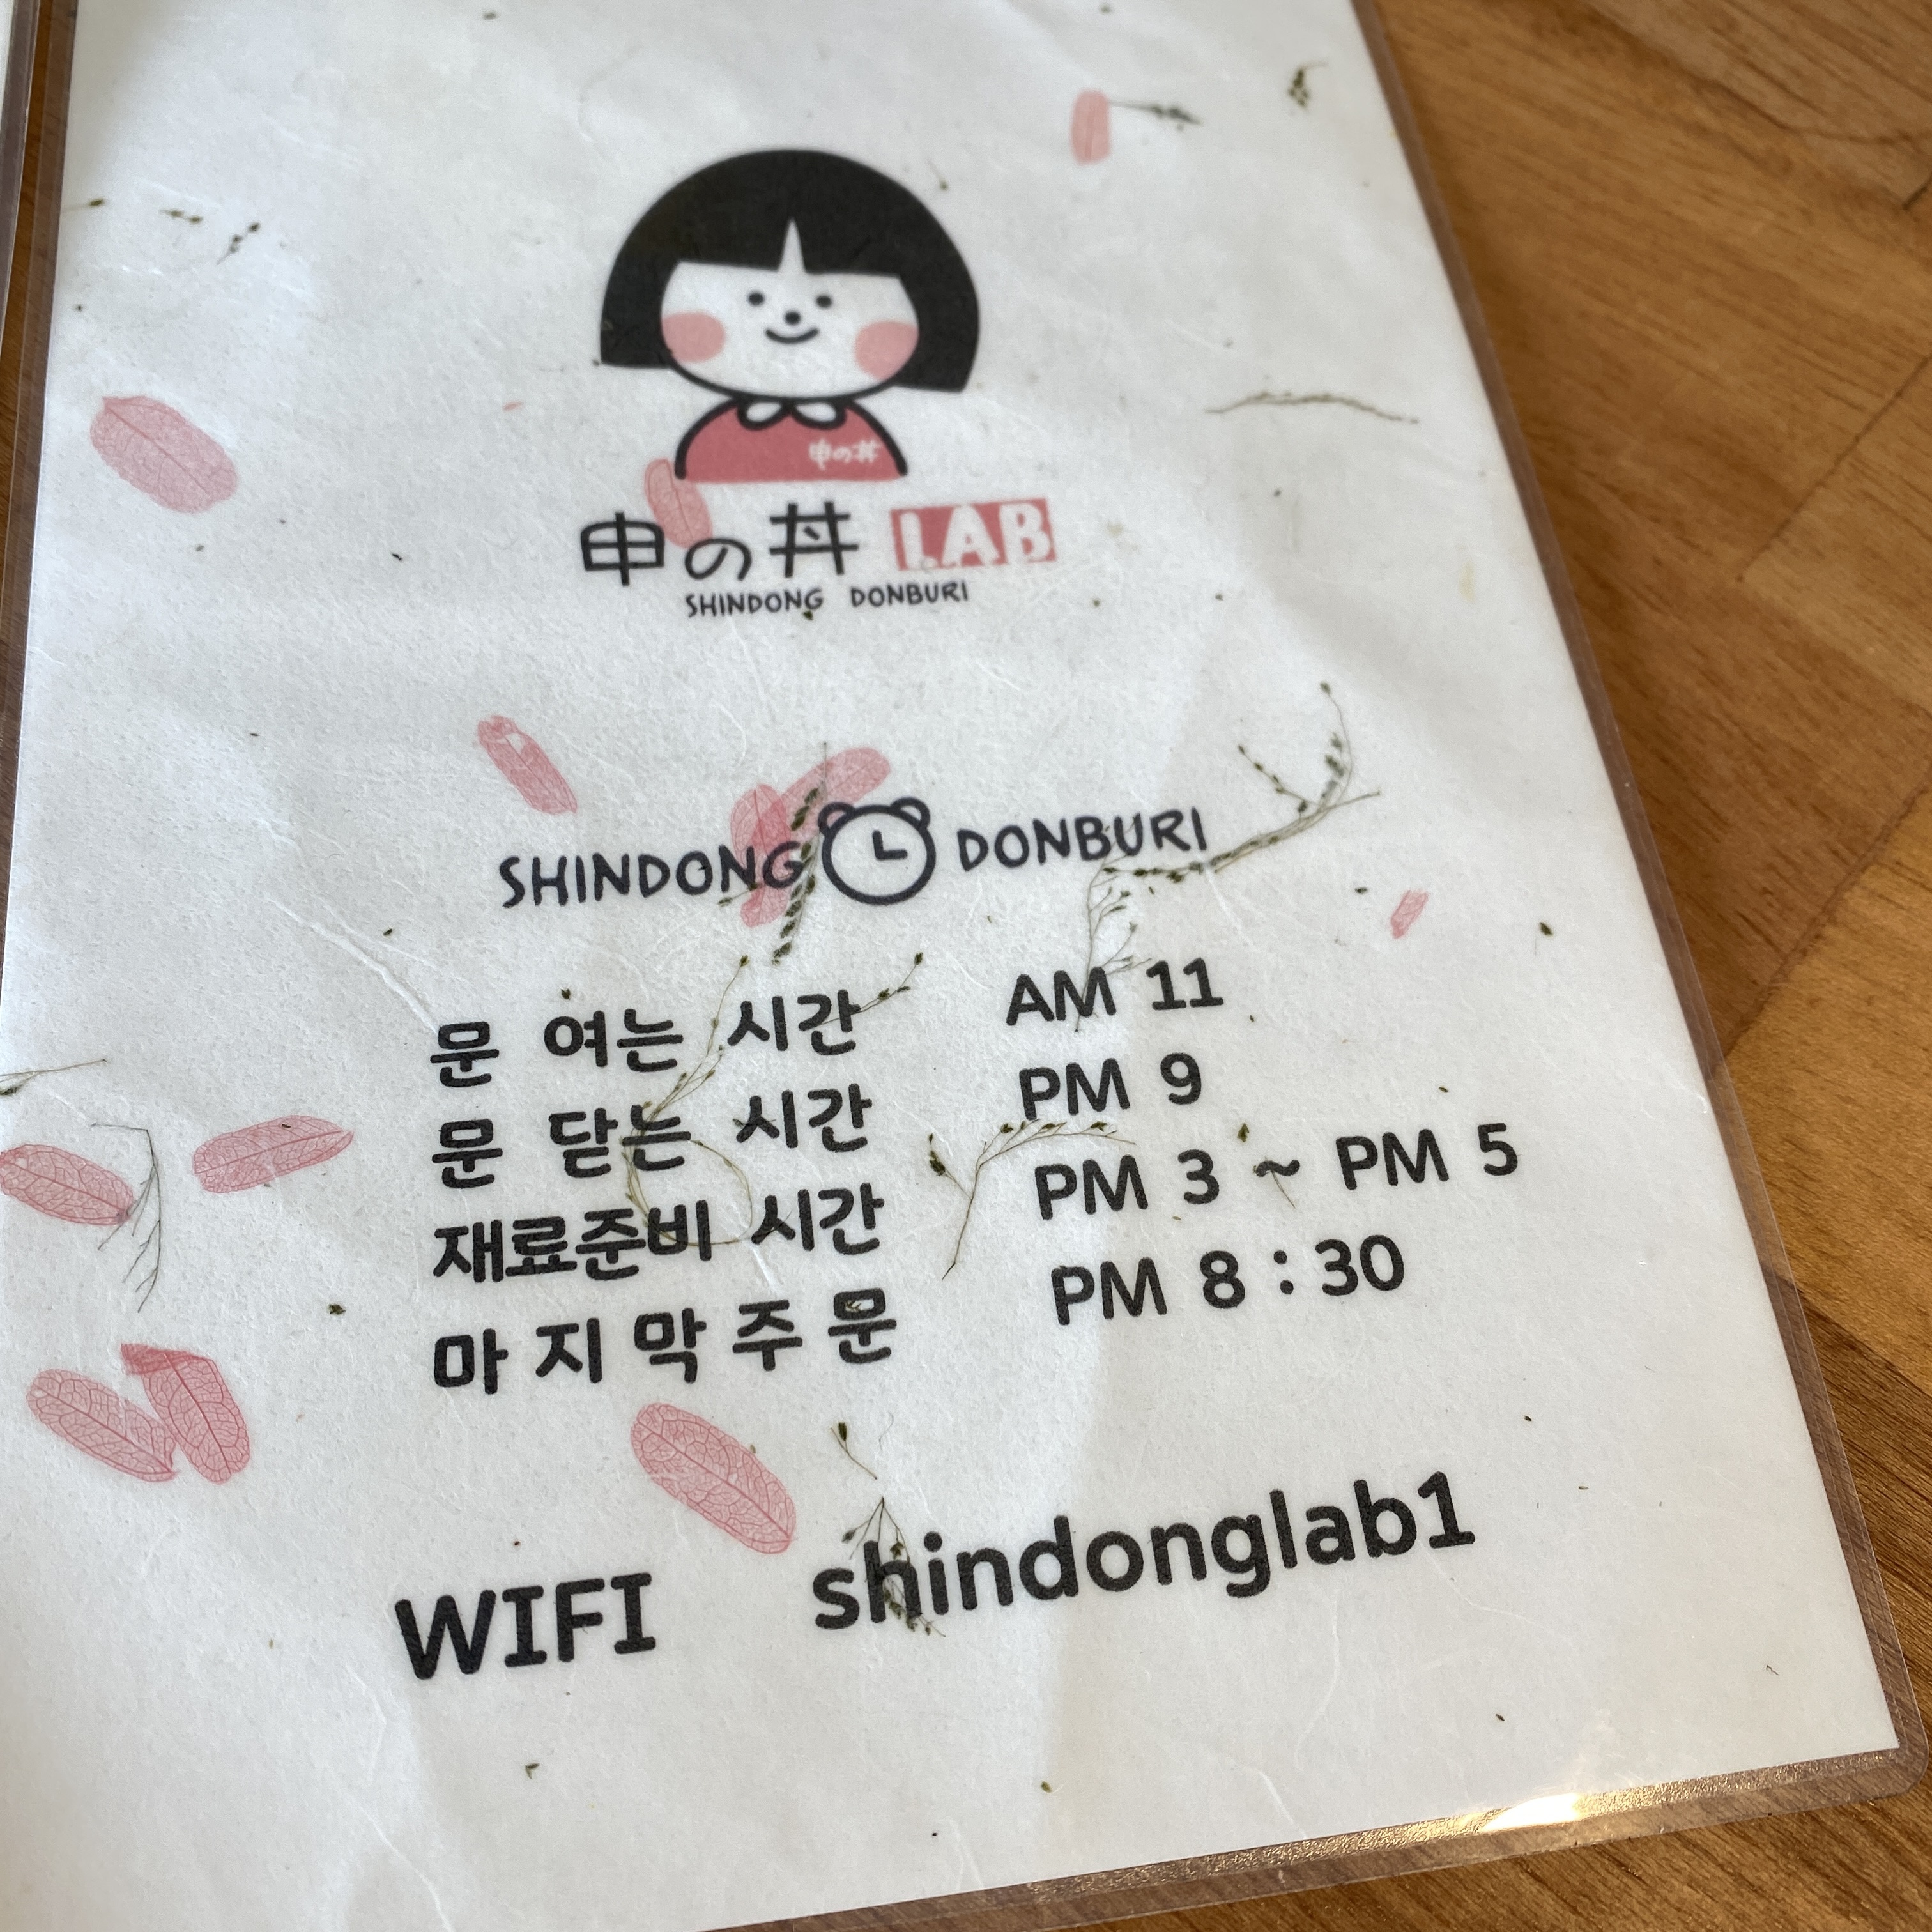 申の丼
申の丼 LAB
SHINDONG DONBURI
SHINDONG DONBURI
문 여는 시간 AM 11
문 닫는 시간 PM 9
재료준비 시간 PM 3 ~ PM 5
마지막주문 PM 8 : 30
WIFI shindonglab1